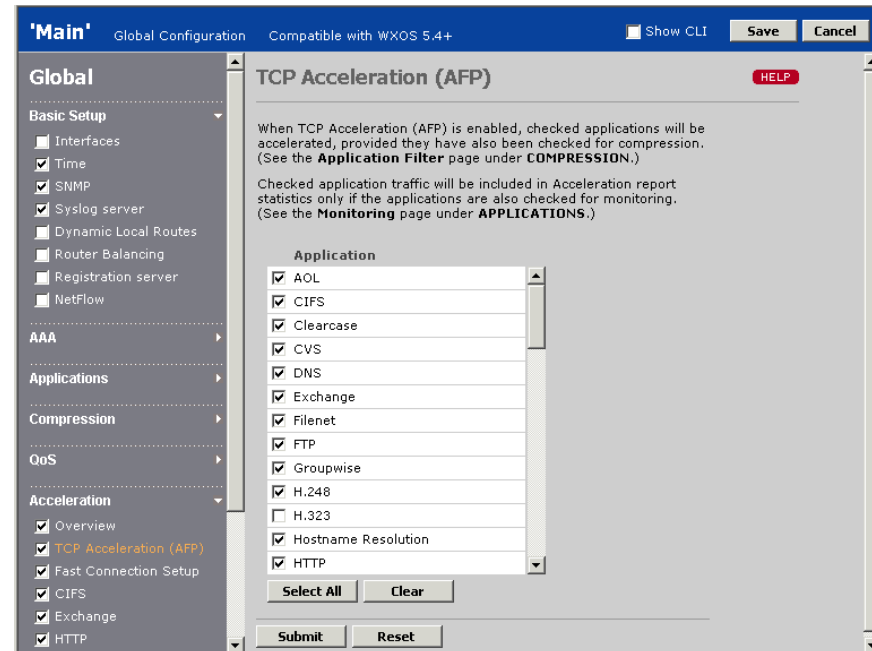 'Main' Global Configuration Compatible with WXOS 5.4+ Show CLI Save Cancel
Global
Basic Setup
Interfaces
Time
SNMP
Syslog server
Dynamic Local Routes
Router Balancing
Registration server
NetFlow
AAA
Applications
Compression
QoS
Acceleration
Overview
TCP Acceleration (AFP)
Fast Connection Setup
CIFS
Exchange
HTTP
TCP Acceleration (AFP) HELP
When TCP Acceleration (AFP) is enabled, checked applications will be
accelerated, provided they have also been checked for compression.
(See the Application Filter page under COMPRESSION.)
Checked application traffic will be included in Acceleration report
statistics only if the applications are also checked for monitoring.
(See the Monitoring page under APPLICATIONS.)
Application
AOL
CIFS
Clearcase
CVS
DNS
Exchange
Filenet
FTP
Groupwise
H.248
H.323
Hostname Resolution
HTTP
Select All Clear
Submit Reset